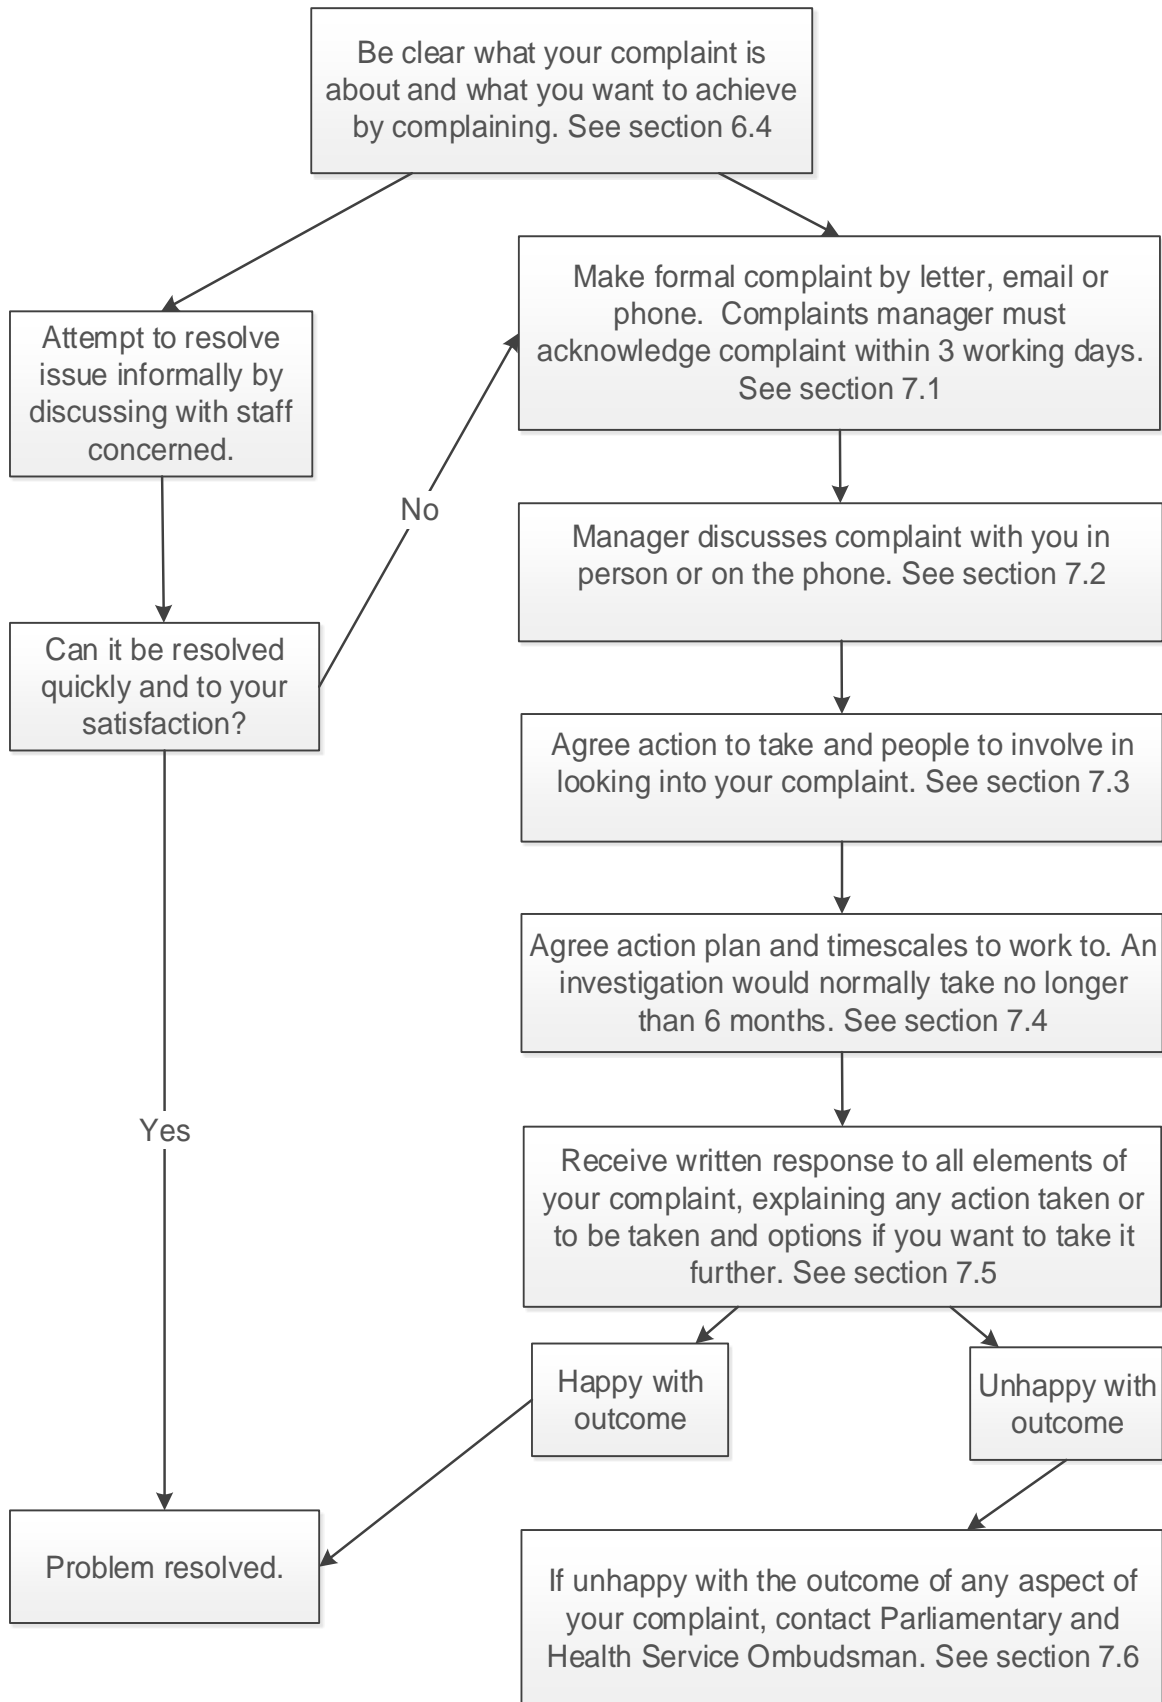 Be clear what your complaint is
about and what you want to achieve
by complaining. See section 6.4
Make formal complaint by letter, email or
phone.  Complaints manager must
acknowledge complaint within 3 working days.
See section 7.1
Attempt to resolve
issue informally by
discussing with staff
concerned.
No
Manager discusses complaint with you in
person or on the phone. See section 7.2
Can it be resolved
quickly and to your
satisfaction?
Agree action to take and people to involve in
looking into your complaint. See section 7.3
Agree action plan and timescales to work to. An
investigation would normally take no longer
than 6 months. See section 7.4
Yes
Receive written response to all elements of
your complaint, explaining any action taken or
to be taken and options if you want to take it
further. See section 7.5
Happy with
outcome
Unhappy with
outcome
Problem resolved.
If unhappy with the outcome of any aspect of
your complaint, contact Parliamentary and
Health Service Ombudsman. See section 7.6